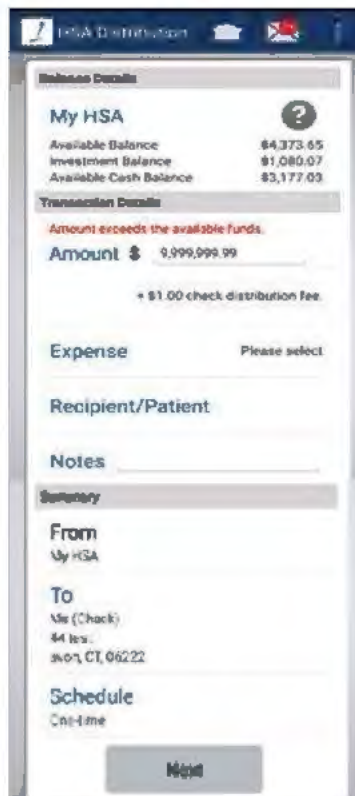 HSA Distribution
Balance Details
My HSA
Available Balance $4,373.65
Investment Balance $1,080.07
Available Cash Balance $3,177.03
Transaction Details
Amount exceeds the available funds.
Amount $ 9,999,999.99
+ $1.00 check distribution fee.
Expense Please select
Recipient/Patient
Notes
Summary
From
My HSA
To
Me (Check)
CT, 06222
Schedule
One-time
Next